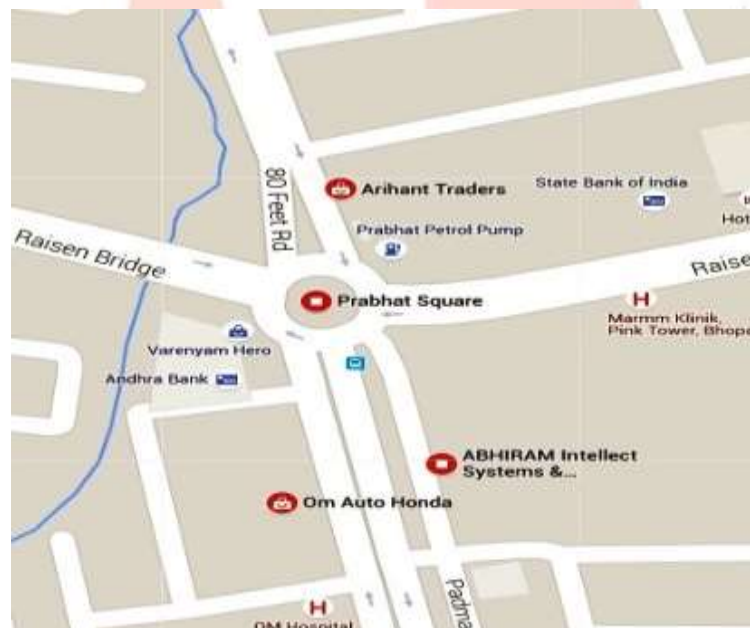 Arihant Traders
State Bank of India
80 Feet Rd
Prabhat Petrol Pump
Hot
Raisen Bridge
Raise
Prabhat Square
H
Marmm Klinik,
Pink Tower, Bhopa
Varenyam Hero
Andhra Bank
ABHIRAM Intellect
Systems &...
Om Auto Honda
Padma
H
OM Hospital